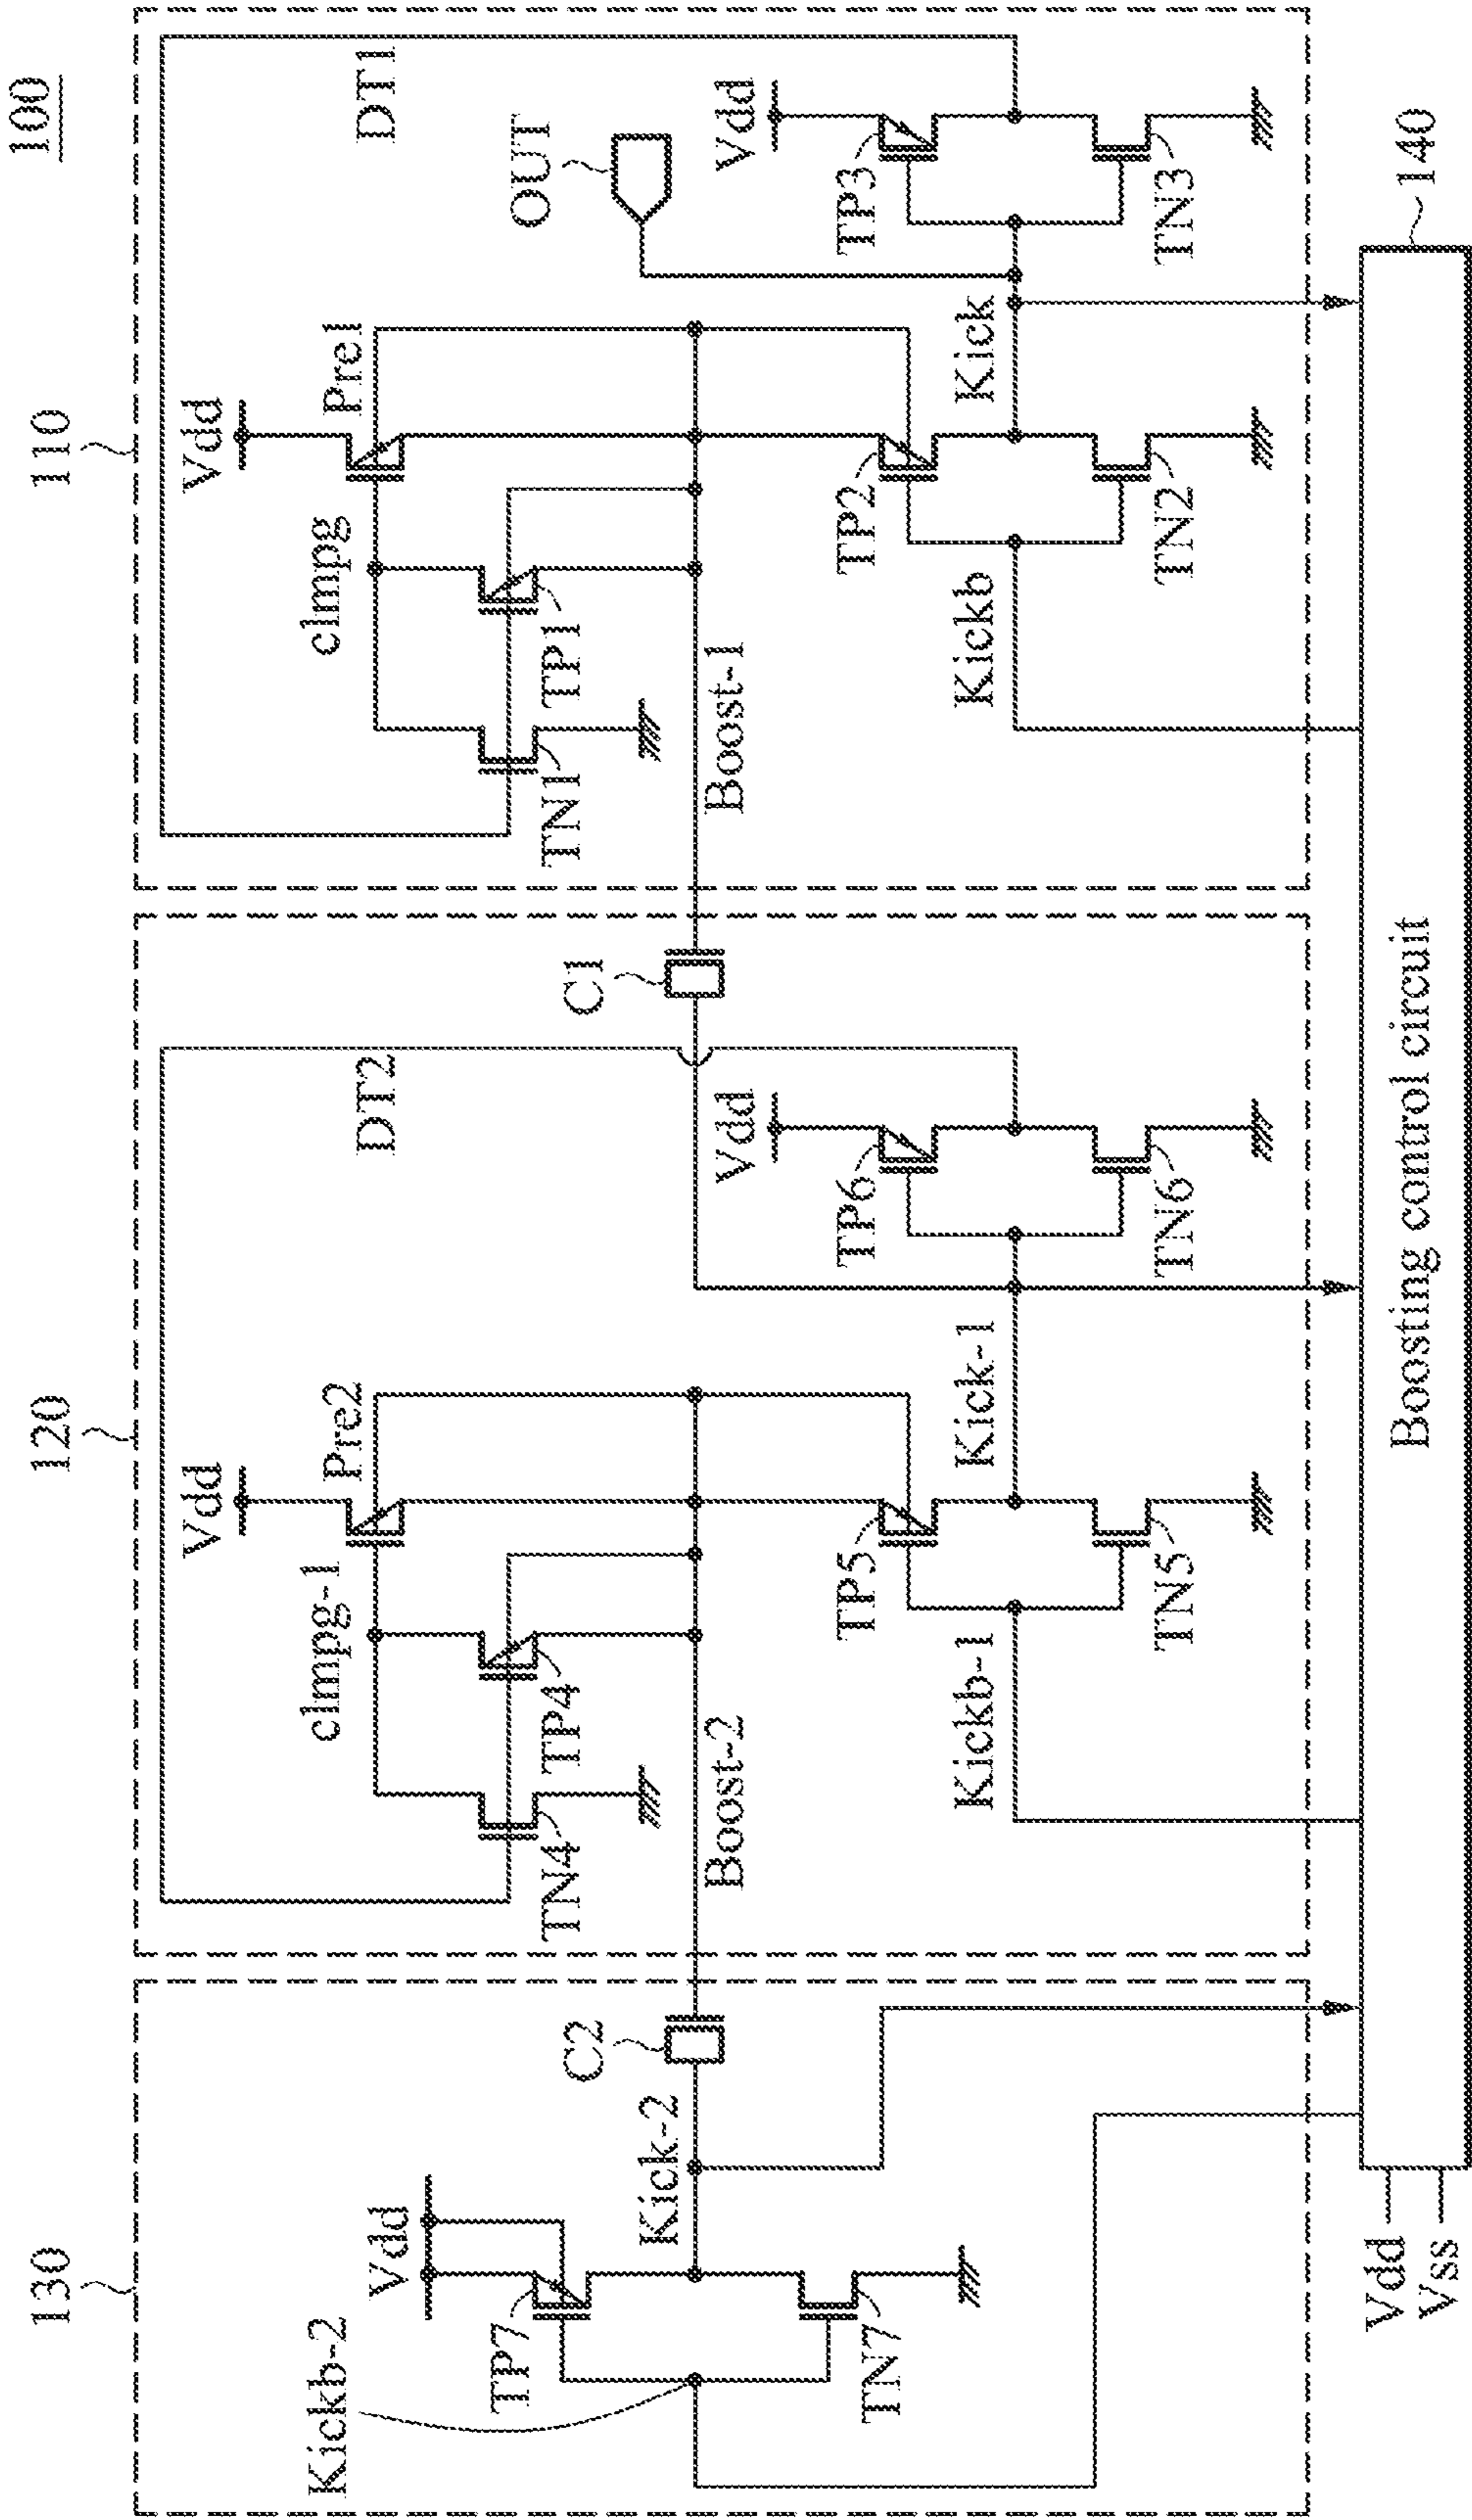 100
130
120
110
Vdd
Kickb-2
TP7
TN7
Kick-2
C2
DT2
Vdd
clmpg-1
Pre2
TN4
TP4
Boost-2
Kickb-1
TP5
TN5
Kick-1
Vdd
TP6
TN6
C1
DT1
Vdd
clmpg
Pre1
TN1
TP1
Boost-1
Kickb
TP2
TN2
Kick
OUT
Vdd
TP3
TN3
140
Vdd
Vss
Boosting control circuit